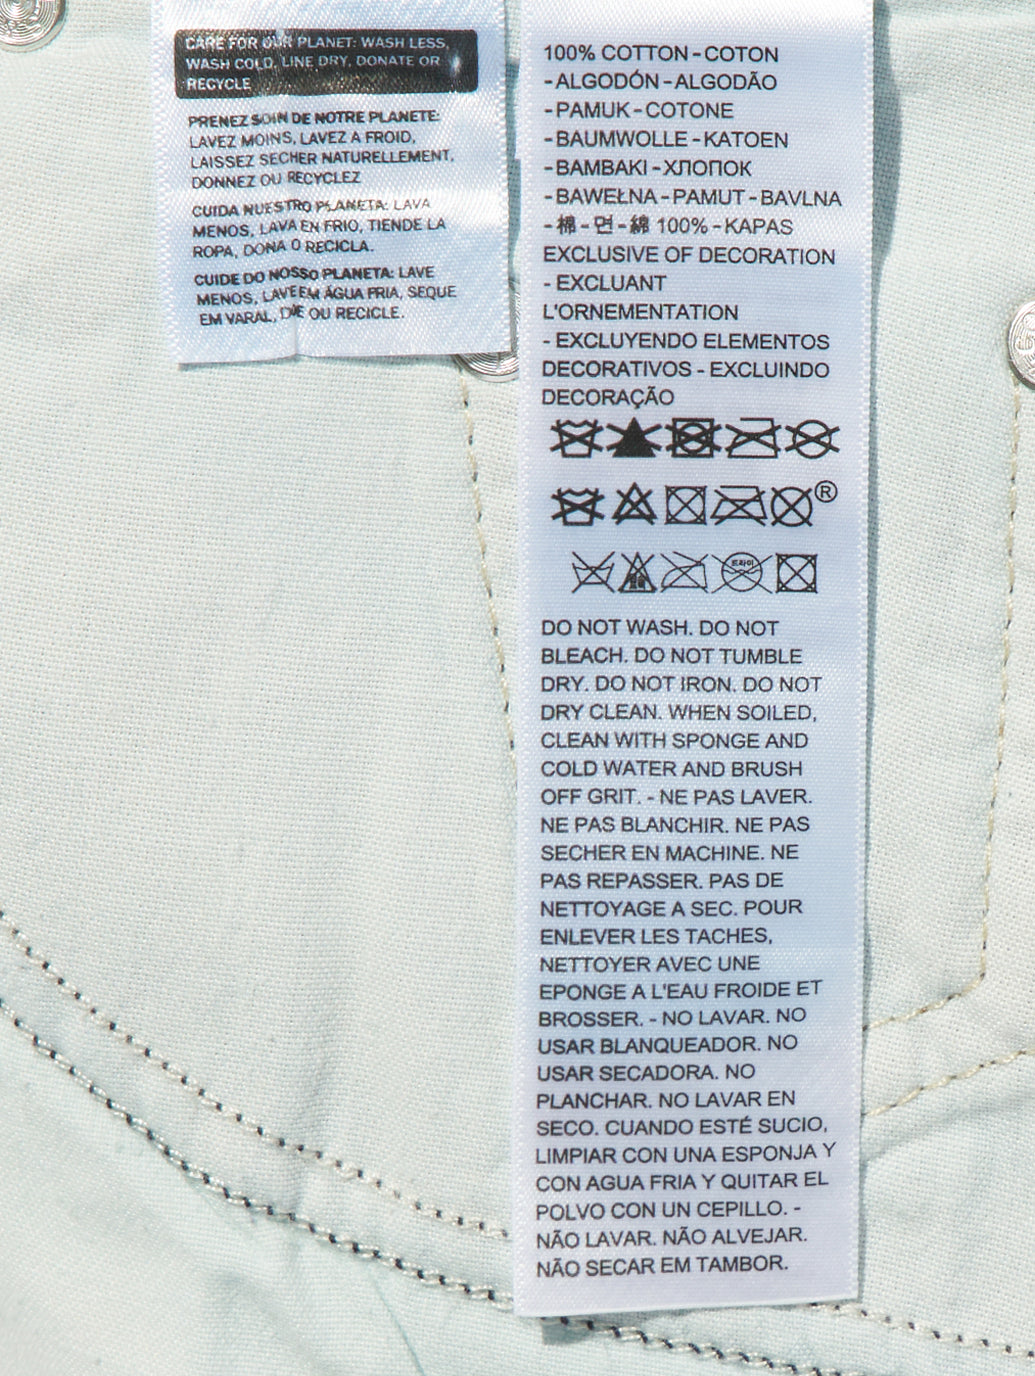 CARE FOR OUR PLANET: WASH LESS,
WASH COLD, LINE DRY, DONATE OR
RECYCLE
PRENEZ SOIN DE NOTRE PLANETE:
LAVEZ MOINS, LAVEZ A FROID,
LAISSEZ SECHER NATURELLEMENT,
DONNEZ OU RECYCLEZ
CUIDA NUESTRO PLANETA: LAVA
MENOS, LAVA EN FRIO, TIENDE LA
ROPA, DONA O RECICLA.
CUIDE DO NOSSO PLANETA: LAVE
MENOS, LAVE EM ÁGUA FRIA, SEQUE
EM VARAL, DOE OU RECICLE.
100% COTTON - COTON
- ALGODÓN - ALGODÃO
- PAMUK - COTONE
- BAUMWOLLE - KATOEN
- BAMBAKI - ХЛОПОК
- BAWEŁNA - PAMUT - BAVLNA
- 棉 - 면 - 綿 100% - KAPAS
EXCLUSIVE OF DECORATION
- EXCLUANT
L'ORNEMENTATION
- EXCLUYENDO ELEMENTOS
DECORATIVOS - EXCLUINDO
DECORAÇÃO
®
드라이
DO NOT WASH. DO NOT
BLEACH. DO NOT TUMBLE
DRY. DO NOT IRON. DO NOT
DRY CLEAN. WHEN SOILED,
CLEAN WITH SPONGE AND
COLD WATER AND BRUSH
OFF GRIT. - NE PAS LAVER.
NE PAS BLANCHIR. NE PAS
SECHER EN MACHINE. NE
PAS REPASSER. PAS DE
NETTOYAGE A SEC. POUR
ENLEVER LES TACHES,
NETTOYER AVEC UNE
EPONGE A L'EAU FROIDE ET
BROSSER. - NO LAVAR. NO
USAR BLANQUEADOR. NO
USAR SECADORA. NO
PLANCHAR. NO LAVAR EN
SECO. CUANDO ESTÉ SUCIO,
LIMPIAR CON UNA ESPONJA Y
CON AGUA FRIA Y QUITAR EL
POLVO CON UN CEPILLO. -
NÃO LAVAR. NÃO ALVEJAR.
NÃO SECAR EM TAMBOR.